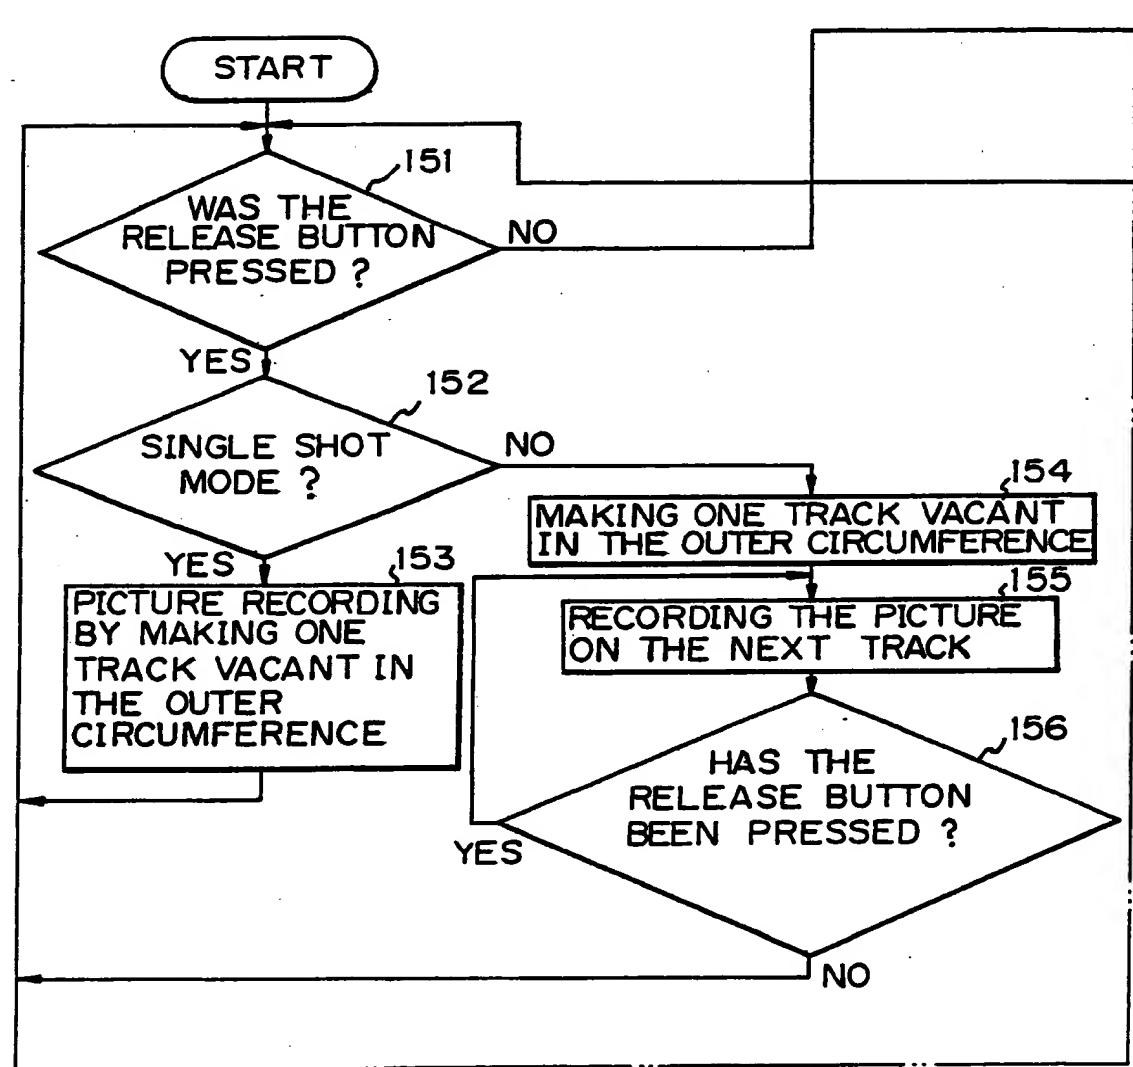 START
151
WAS THE
RELEASE BUTTON
PRESSED ?
NO
YES
152
SINGLE SHOT
MODE ?
NO
YES
153
PICTURE RECORDING
BY MAKING ONE
TRACK VACANT IN
THE OUTER
CIRCUMFERENCE
154
MAKING ONE TRACK VACANT
IN THE OUTER CIRCUMFERENCE
155
RECORDING THE PICTURE
ON THE NEXT TRACK
156
HAS THE
RELEASE BUTTON
BEEN PRESSED ?
YES
NO